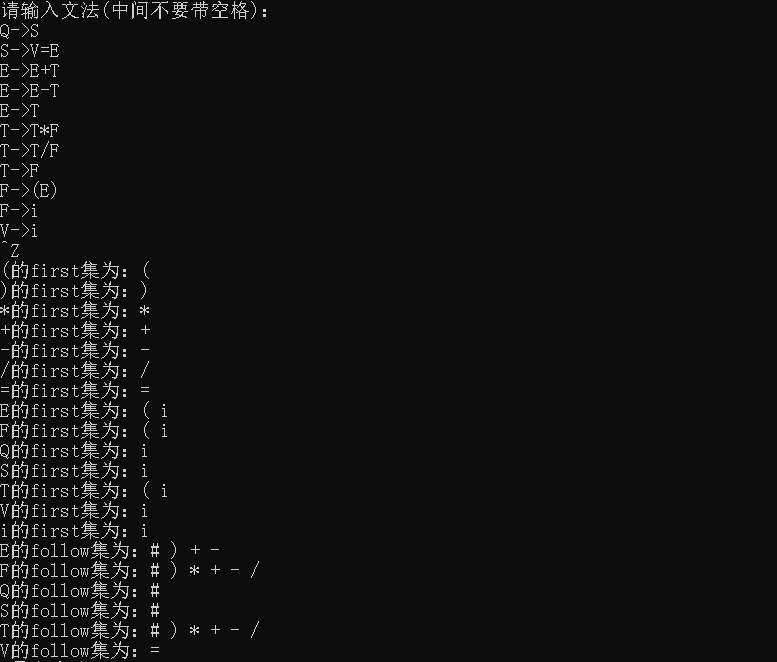 请输入文法(中间不要带空格):
Q->S
S->V=E
E->E+T
E->E-T
E->T
T->T*F
T->T/F
T->F
F->(E)
F->i
V->i
^Z
(的first集为: (
)的first集为: )
*的first集为: *
+的first集为: +
-的first集为: -
/的first集为: /
=的first集为: =
E的first集为: ( i
F的first集为: ( i
Q的first集为: i
S的first集为: i
T的first集为: ( i
V的first集为: i
i的first集为: i
E的follow集为: # ) + -
F的follow集为: # ) * + - /
Q的follow集为: #
S的follow集为: #
T的follow集为: # ) * + - /
V的follow集为: =